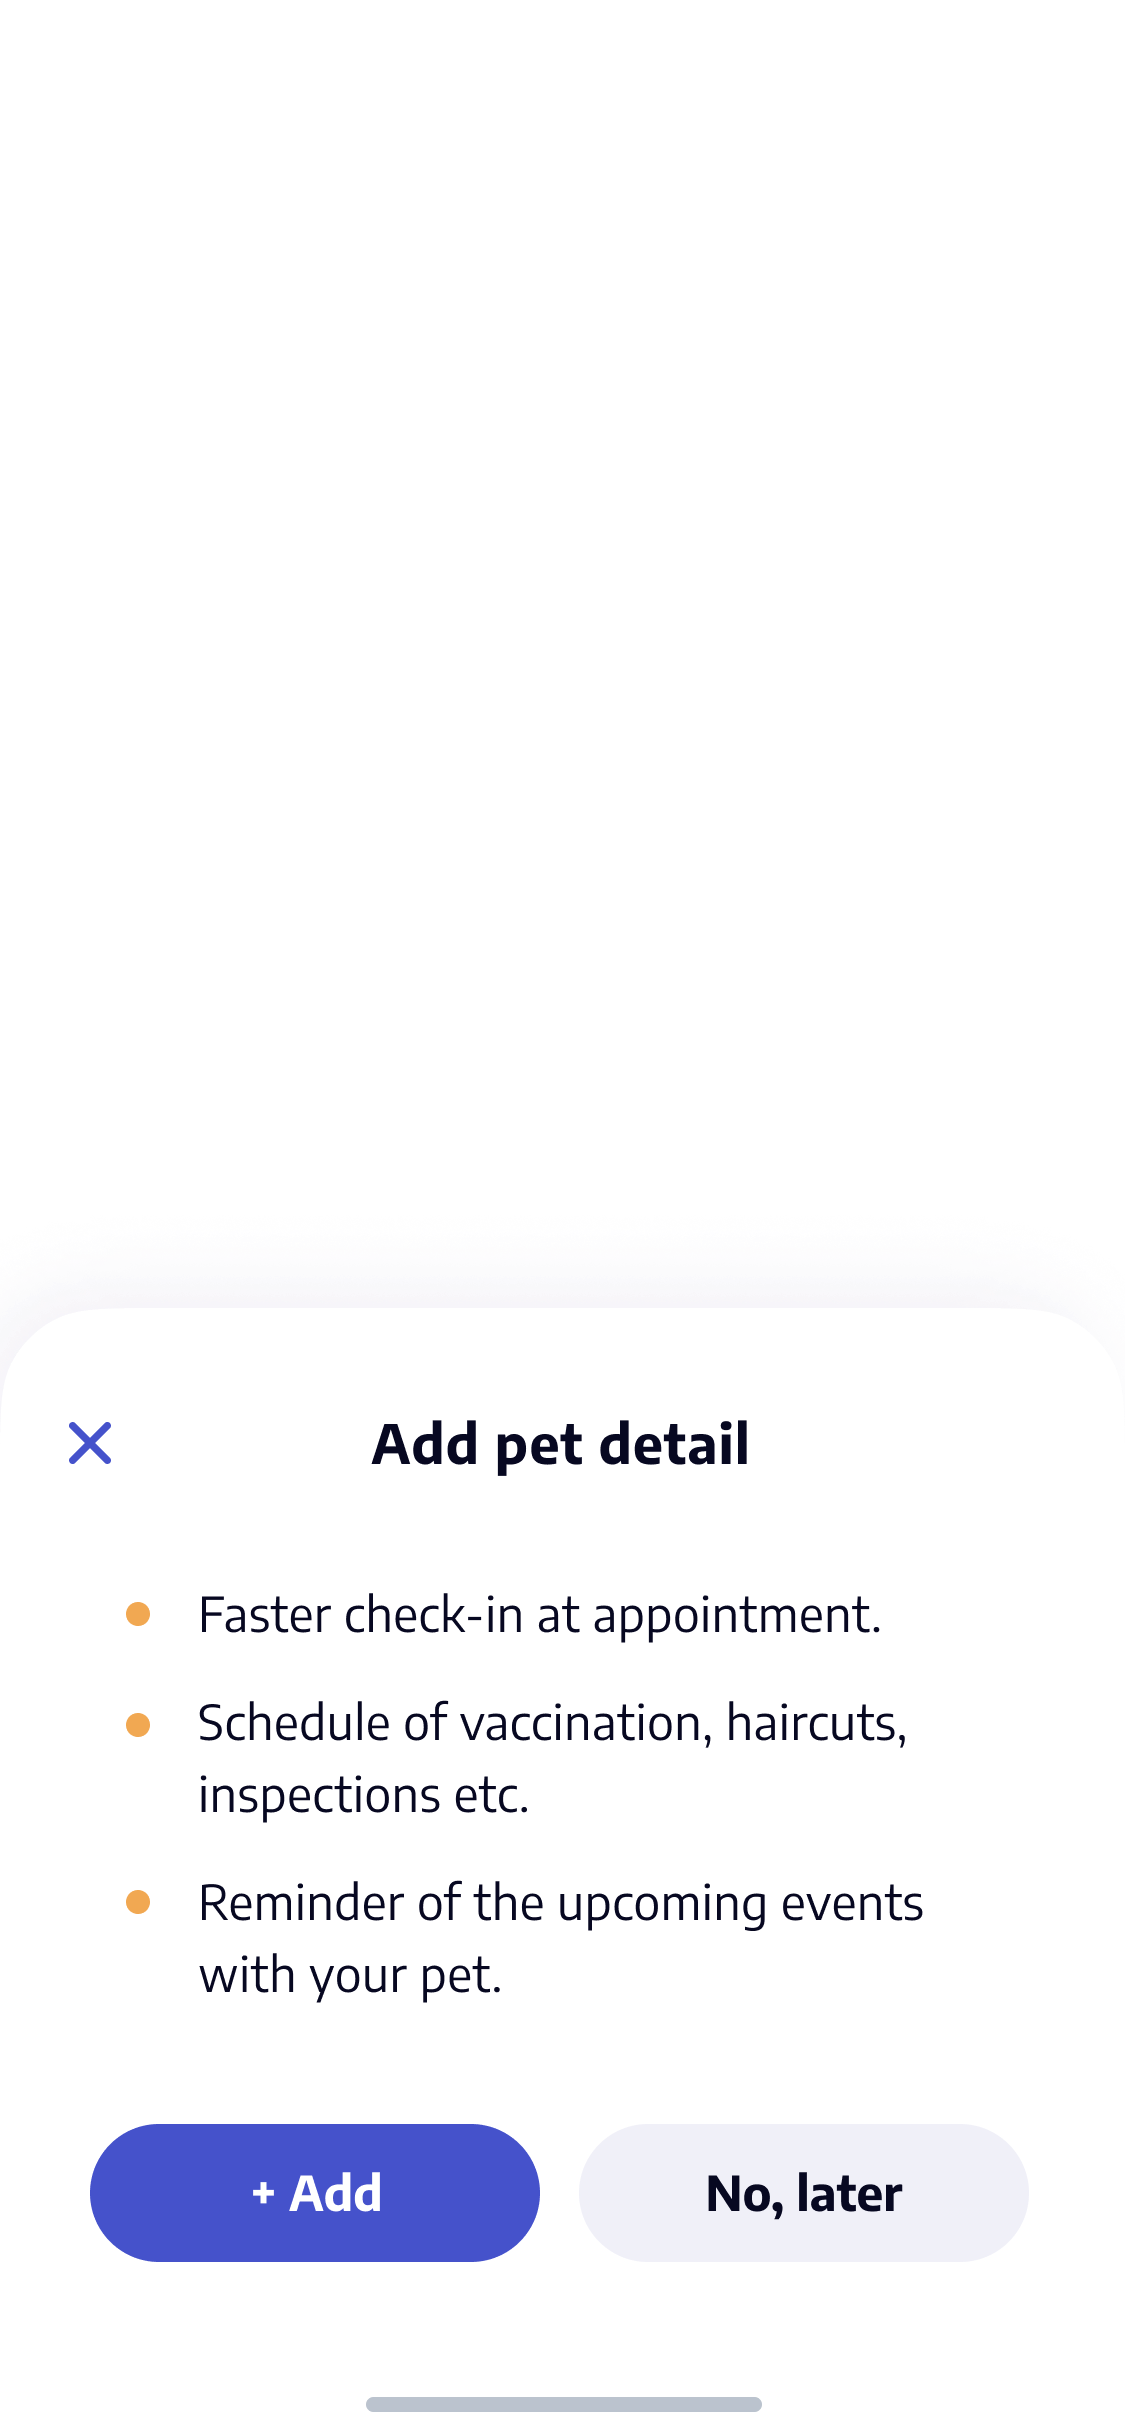 Add pet detail
Faster check-in at appointment.
Schedule of vaccination, haircuts,
inspections etc.
Reminder of the upcoming events
with your pet.
+ Add
No, later